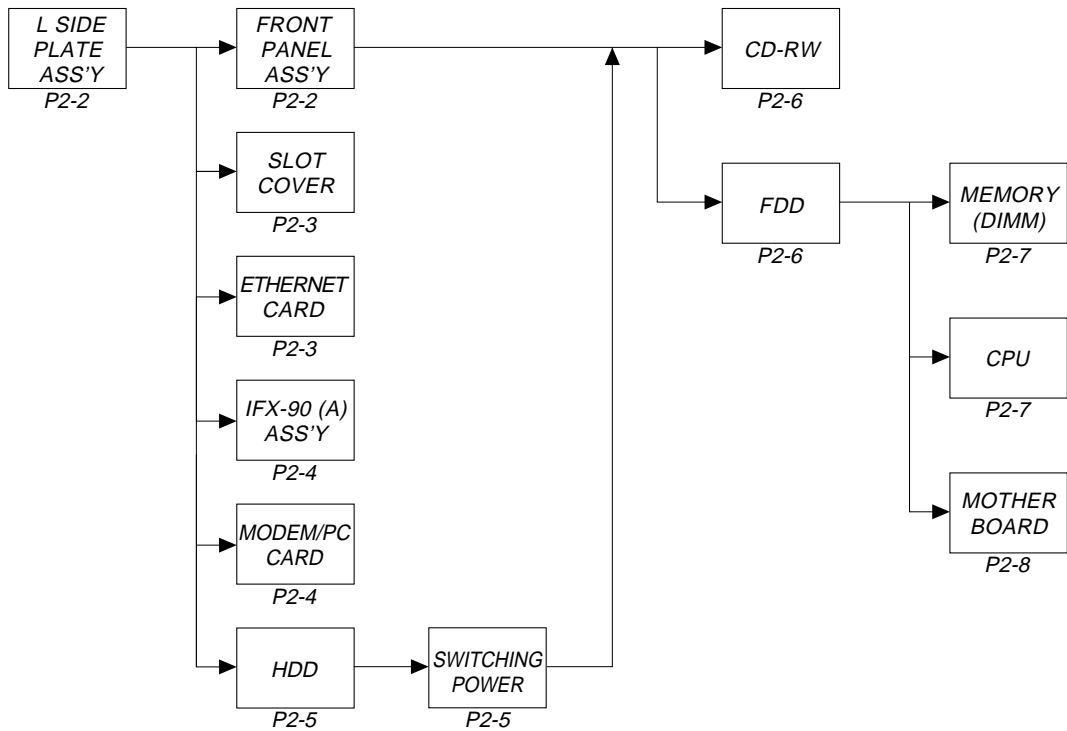 L SIDE
PLATE
ASS'Y
P2-2
FRONT
PANEL
ASS'Y
P2-2
SLOT
COVER
P2-3
ETHERNET
CARD
P2-3
IFX-90 (A)
ASS'Y
P2-4
MODEM/PC
CARD
P2-4
HDD
P2-5
SWITCHING
POWER
P2-5
CD-RW
P2-6
FDD
P2-6
MEMORY
(DIMM)
P2-7
CPU
P2-7
MOTHER
BOARD
P2-8